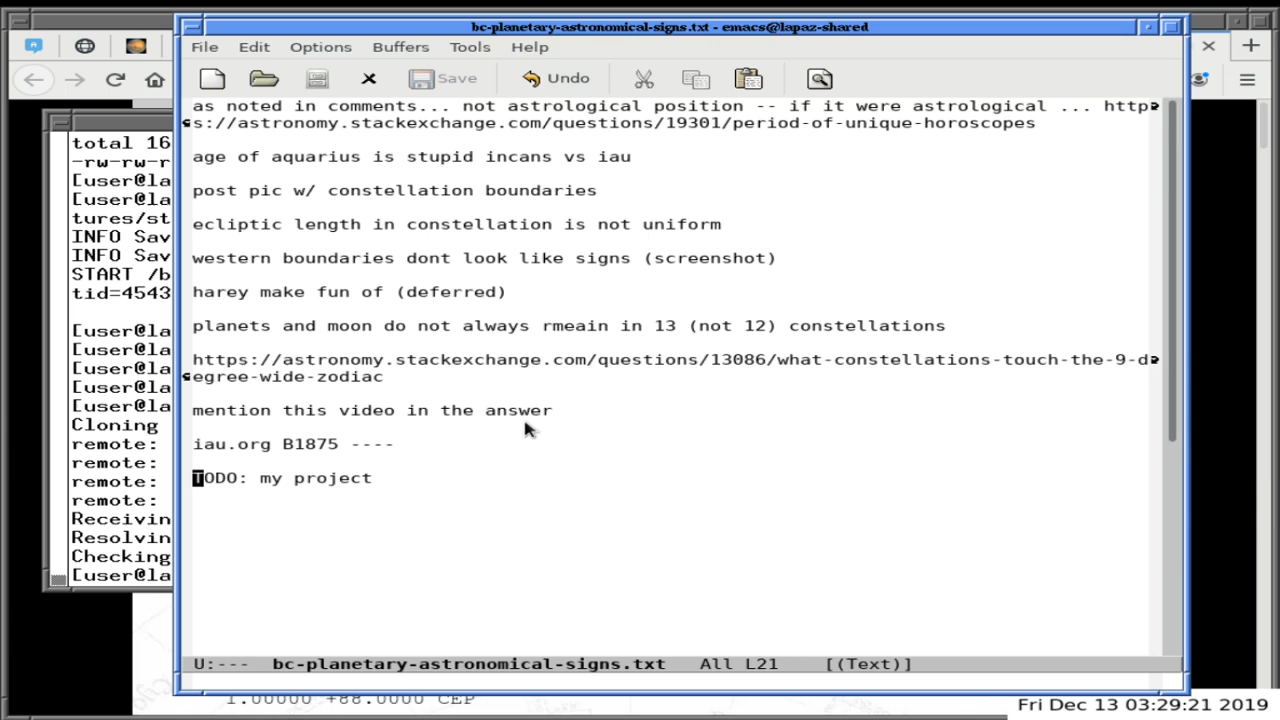 bc-planetary-astronomical-signs.txt - emacs@lapaz-shared
File Edit Options Buffers Tools Help
Save Undo
as noted in comments... not astrological position -- if it were astrological ... http
s://astronomy.stackexchange.com/questions/19301/period-of-unique-horoscopes
age of aquarius is stupid incans vs iau
post pic w/ constellation boundaries
ecliptic length in constellation is not uniform
western boundaries dont look like signs (screenshot)
harey make fun of (deferred)
planets and moon do not always rmeain in 13 (not 12) constellations
https://astronomy.stackexchange.com/questions/13086/what-constellations-touch-the-9-d
egree-wide-zodiac
mention this video in the answer
iau.org B1875 ----
TODO: my project
U:--- bc-planetary-astronomical-signs.txt All L21 [(Text)]
total 16
-rw-rw-r
[user@la
[user@la
tures/st
INFO Sav
INFO Sav
START /b
tid=4543
[user@la
[user@la
[user@la
[user@la
[user@la
Cloning
remote:
remote:
remote:
remote:
Receivin
Resolvin
Checking
[user@la
1.00000 +88.0000 CEP
Fri Dec 13 03:29:21 2019